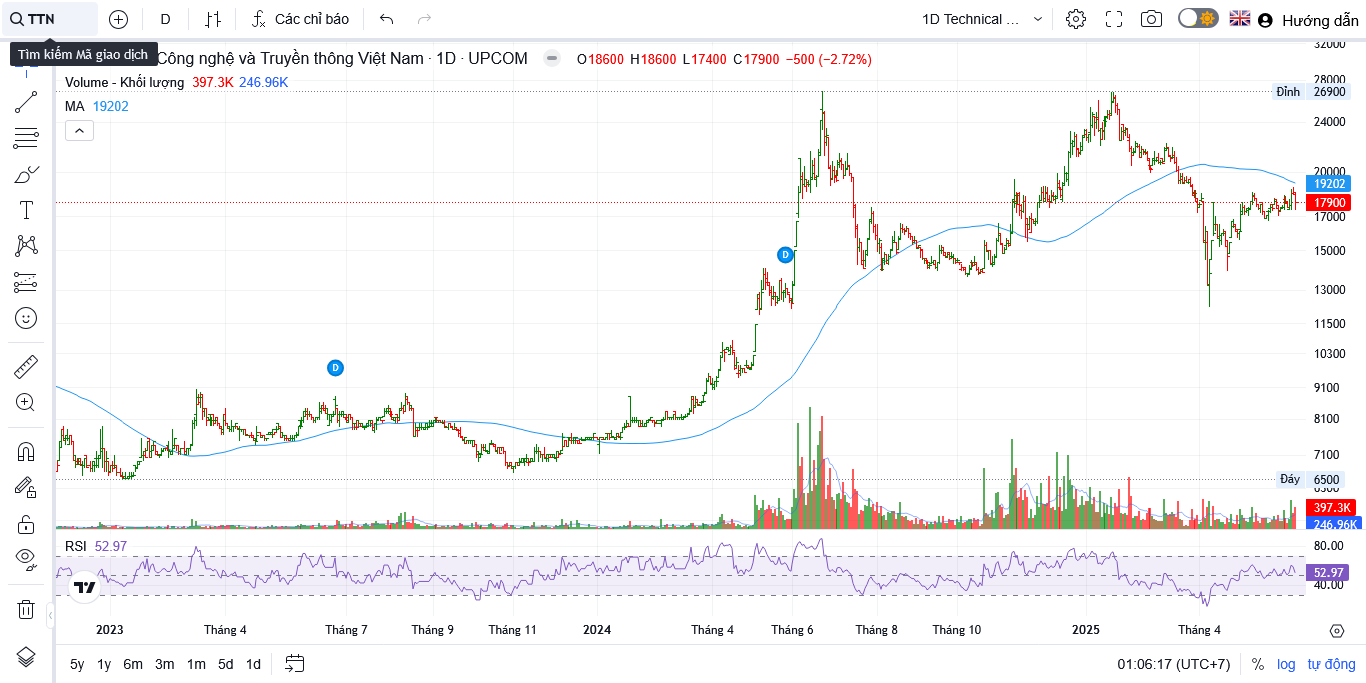 TTN
D
Các chỉ báo
1D Technical ...
Hướng dẫn
Tìm kiếm Mã giao dịch
Công nghệ và Truyền thông Việt Nam · 1D · UPCOM
O18600 H18600 L17400 C17900 −500 (−2.72%)
Volume - Khối lượng 397.3K 246.96K
MA 19202
32000
28000
Đỉnh 26900
24000
20000
19202
17900
17000
15000
D
13000
11500
10300
D
9100
8100
7100
Đáy 6500
6300
397.3K
246.96K
RSI 52.97
80.00
52.97
40.00
2023 Tháng 4 Tháng 7 Tháng 9 Tháng 11 2024 Tháng 4 Tháng 6 Tháng 8 Tháng 10 2025 Tháng 4
5y 1y 6m 3m 1m 5d 1d
01:06:17 (UTC+7) % log tự động